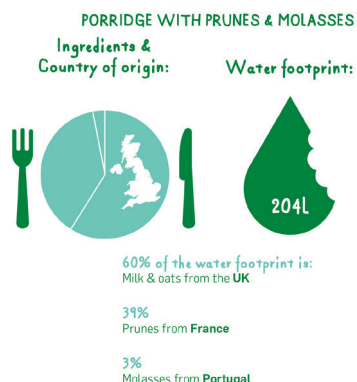 PORRIDGE WITH PRUNES & MOLASSES
Ingredients &
Country of origin:
Water footprint:
204L
60% of the water footprint is:
Milk & oats from the UK
39%
Prunes from France
3%
Molasses from Portugal